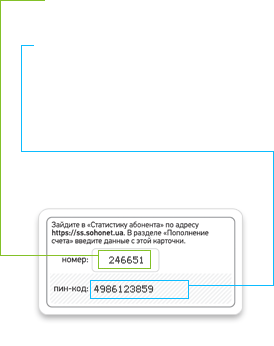 Зайдите в «Статистику абонента» по адресу
https://ss.sohonet.ua. В разделе «Пополнение
счета» введите данные с этой карточки.
номер: 246651
пин-код: 4986123859